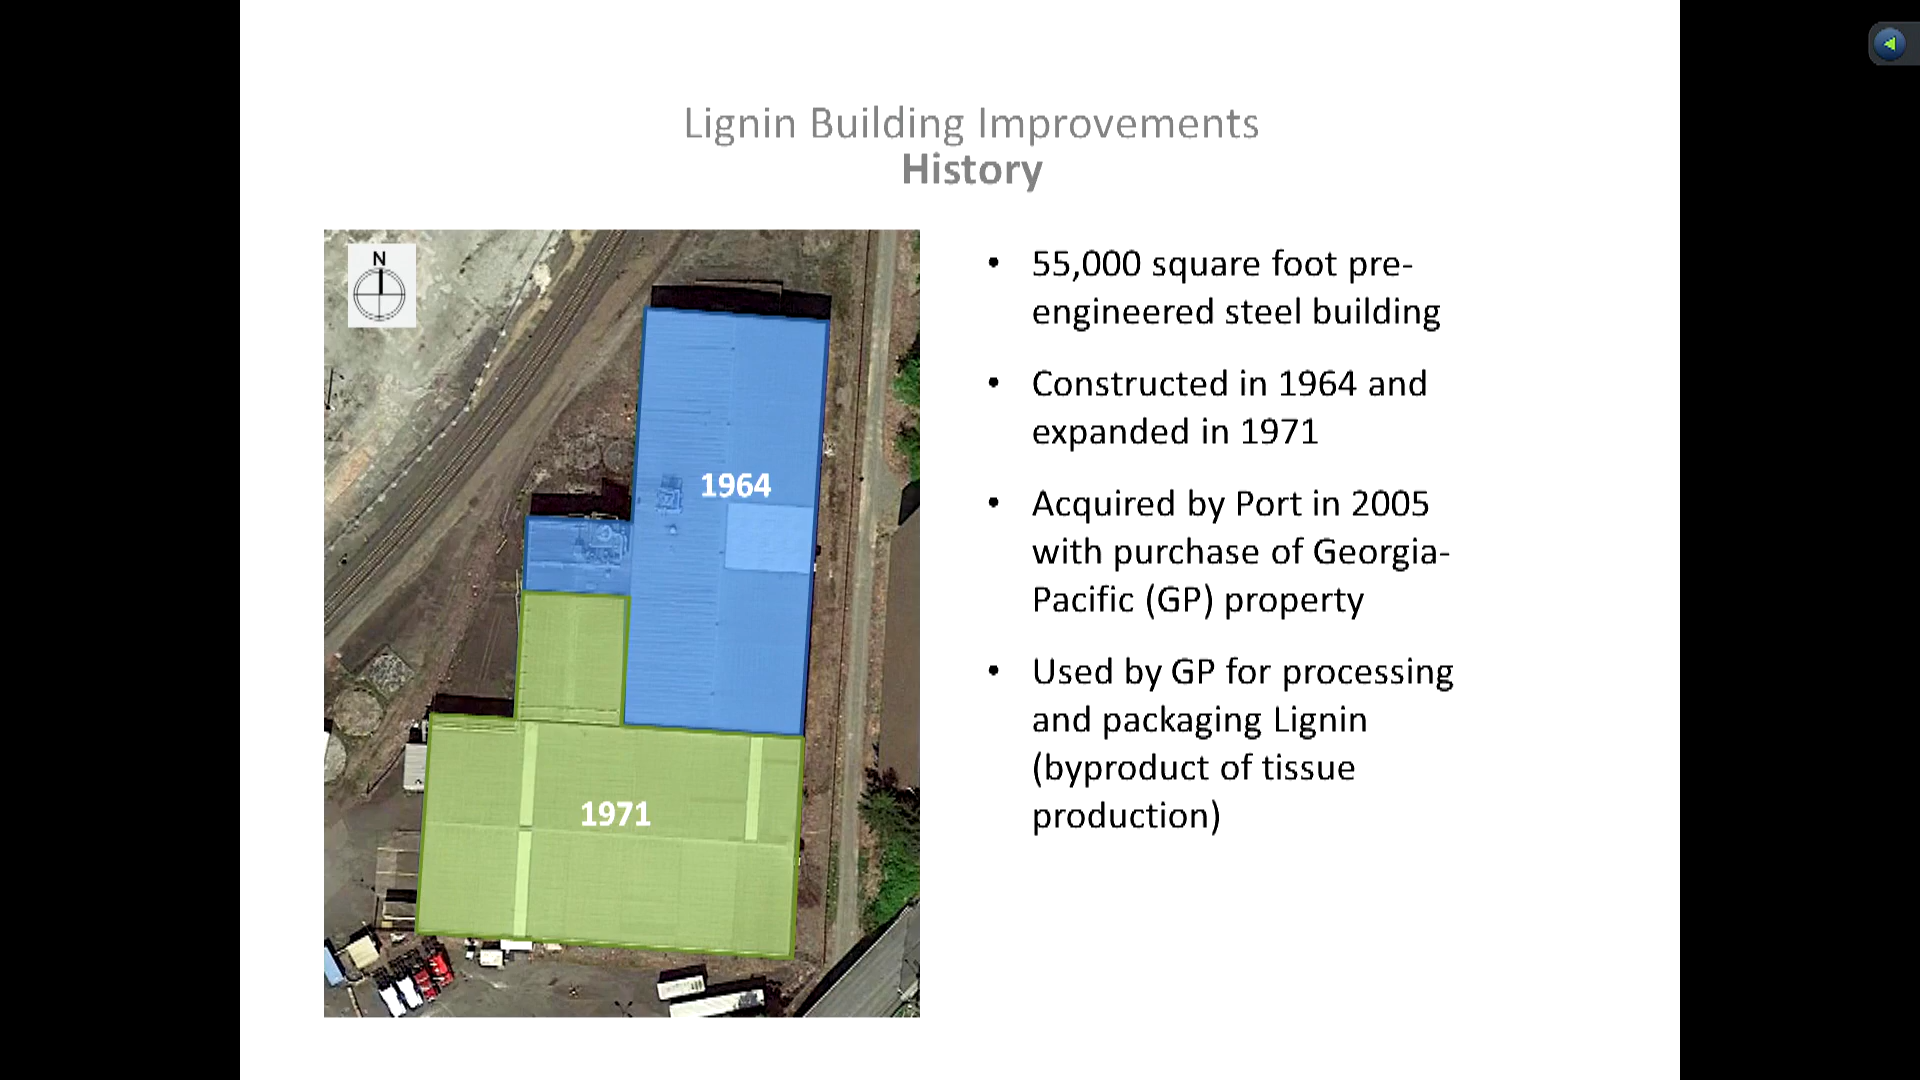 Lignin Building Improvements
History
N
1964
1971
• 55,000 square foot pre-
engineered steel building
• Constructed in 1964 and
expanded in 1971
• Acquired by Port in 2005
with purchase of Georgia-
Pacific (GP) property
• Used by GP for processing
and packaging Lignin
(byproduct of tissue
production)